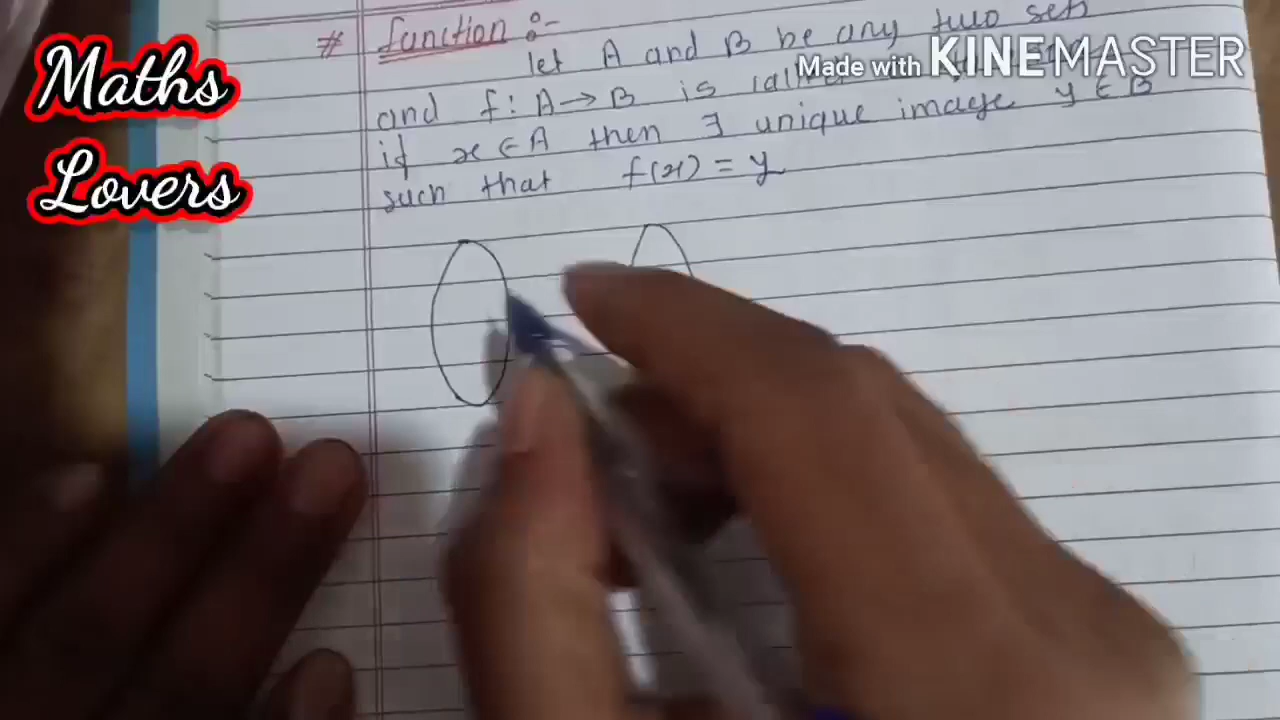 Maths
Lovers
Made with KINEMASTER
# function :-
let A and B be any two sets
and f: A → B is called
if x ∈ A then ∃ unique image y ∈ B
such that f(x) = y